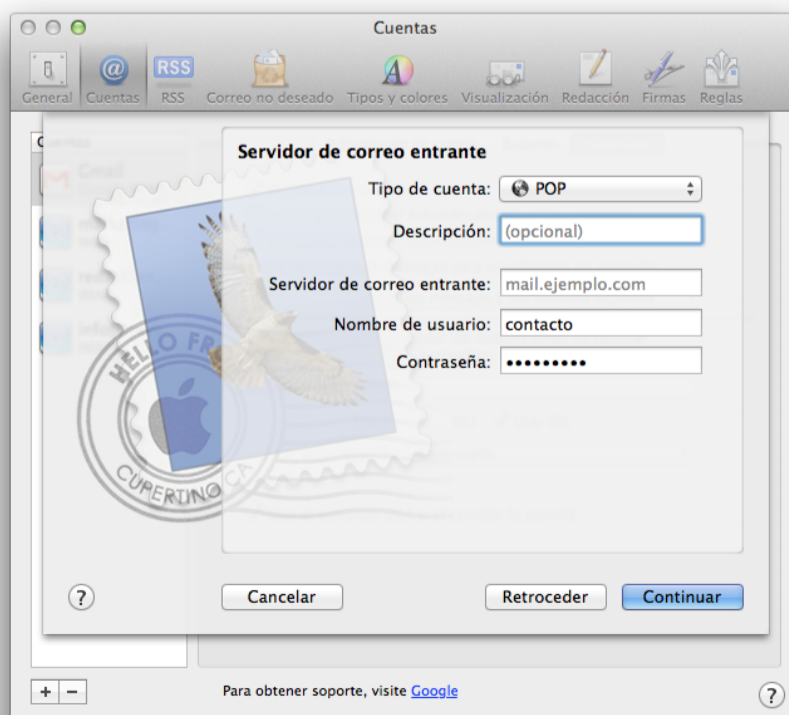 Cuentas
General Cuentas RSS Correo no deseado Tipos y colores Visualización Redacción Firmas Reglas
Servidor de correo entrante
Tipo de cuenta: POP
Descripción: (opcional)
Servidor de correo entrante: mail.ejemplo.com
Nombre de usuario: contacto
Contraseña: •••••••••
HELLO
CUPERTINO CA
? Cancelar Retroceder Continuar
+ − Para obtener soporte, visite Google ?